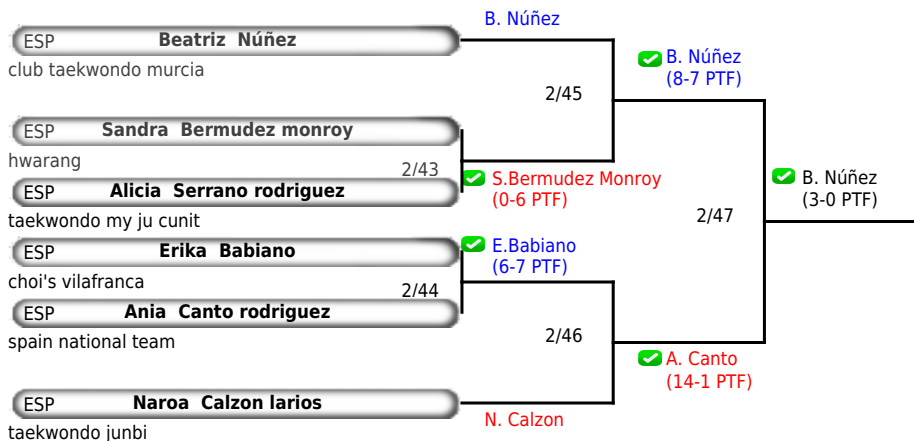 B. Núñez
ESP Beatriz Núñez
club taekwondo murcia
B. Núñez
(8-7 PTF)
2/45
ESP Sandra Bermudez monroy
hwarang
2/43
S.Bermudez Monroy
(0-6 PTF)
ESP Alicia Serrano rodriguez
taekwondo my ju cunit
B. Núñez
(3-0 PTF)
2/47
ESP Erika Babiano
choi's vilafranca
E.Babiano
(6-7 PTF)
2/44
ESP Ania Canto rodriguez
spain national team
2/46
A. Canto
(14-1 PTF)
ESP Naroa Calzon larios
taekwondo junbi
N. Calzon